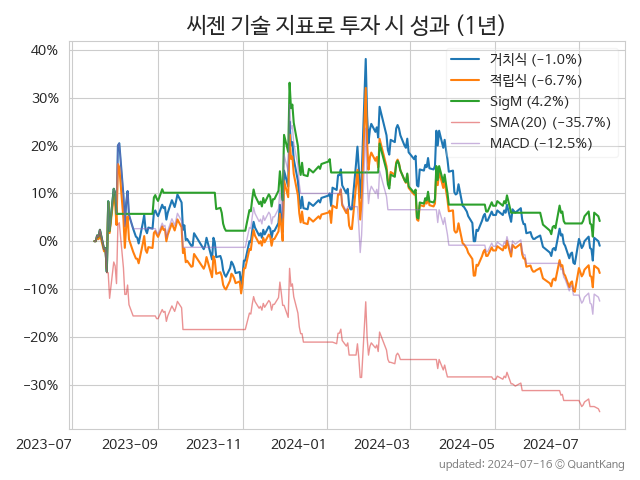 씨젠 기술 지표로 투자 시 성과 (1년)
40%
30%
20%
10%
0%
−10%
−20%
−30%
거치식 (−1.0%)
적립식 (−6.7%)
SigM (4.2%)
SMA(20) (−35.7%)
MACD (−12.5%)
2023-07
2023-09
2023-11
2024-01
2024-03
2024-05
2024-07
updated: 2024-07-16 © QuantKang